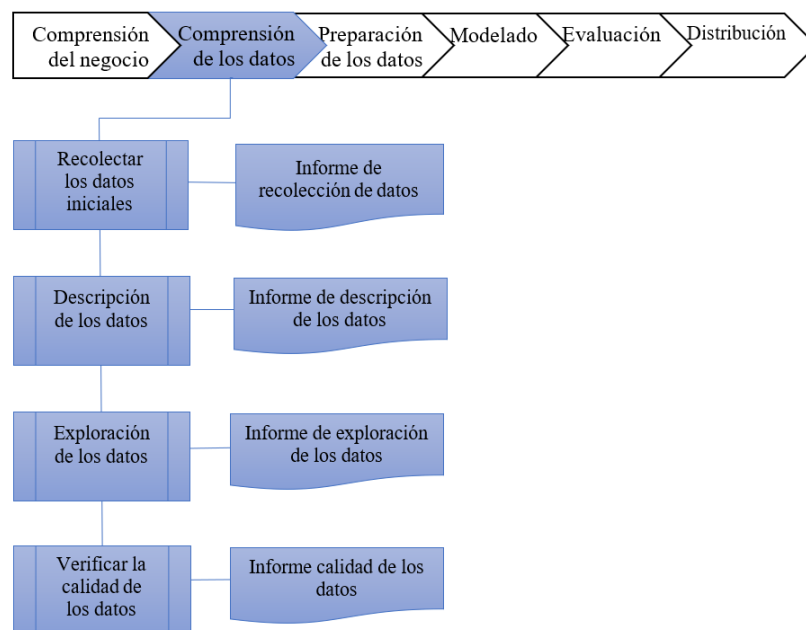 Comprensión
del negocio
Comprensión
de los datos
Preparación
de los datos
Modelado
Evaluación
Distribución
Recolectar
los datos
iniciales
Informe de
recolección de datos
Descripción
de los datos
Informe de descripción
de los datos
Exploración
de los datos
Informe de exploración
de los datos
Verificar la
calidad de
los datos
Informe calidad de los
datos